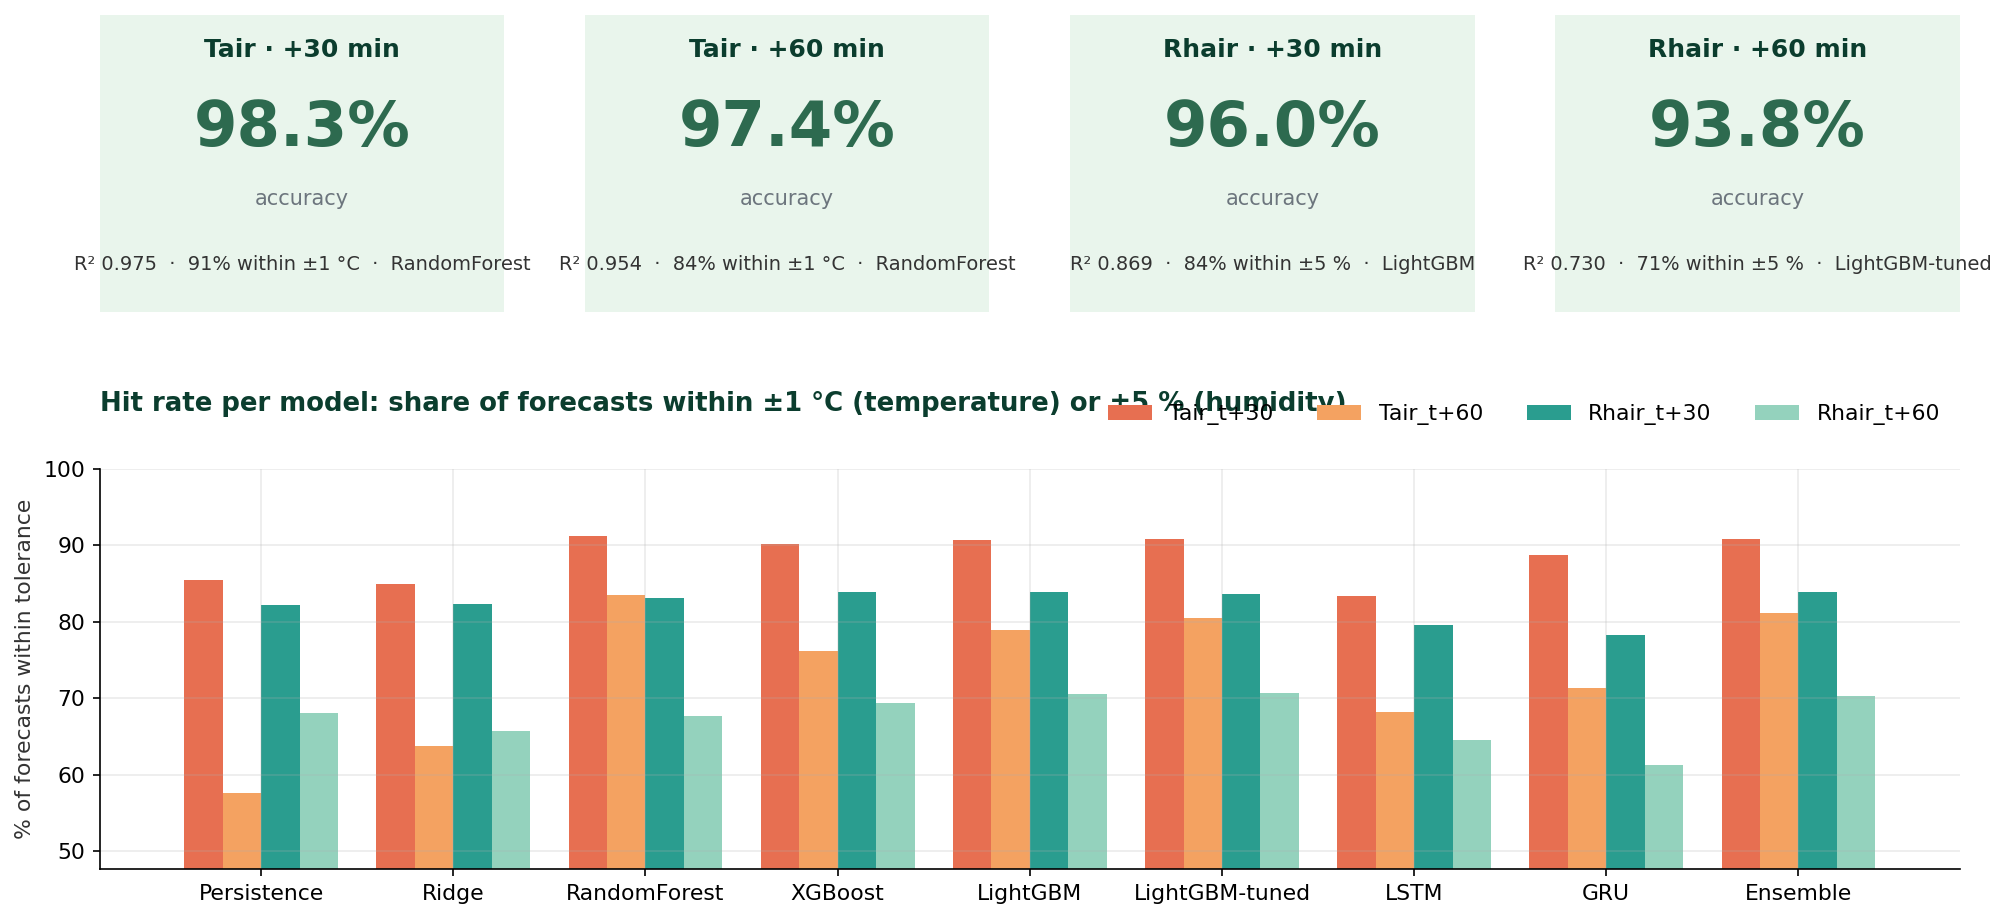 Tair · +30 min
98.3%
accuracy
R² 0.975 · 91% within ±1 °C · RandomForest
Tair · +60 min
97.4%
accuracy
R² 0.954 · 84% within ±1 °C · RandomForest
Rhair · +30 min
96.0%
accuracy
R² 0.869 · 84% within ±5 % · LightGBM
Rhair · +60 min
93.8%
accuracy
R² 0.730 · 71% within ±5 % · LightGBM-tuned
Hit rate per model: share of forecasts within ±1 °C (temperature) or ±5 % (humidity)
Tair_t+30
Tair_t+60
Rhair_t+30
Rhair_t+60
% of forecasts within tolerance
100
90
80
70
60
50
Persistence
Ridge
RandomForest
XGBoost
LightGBM
LightGBM-tuned
LSTM
GRU
Ensemble